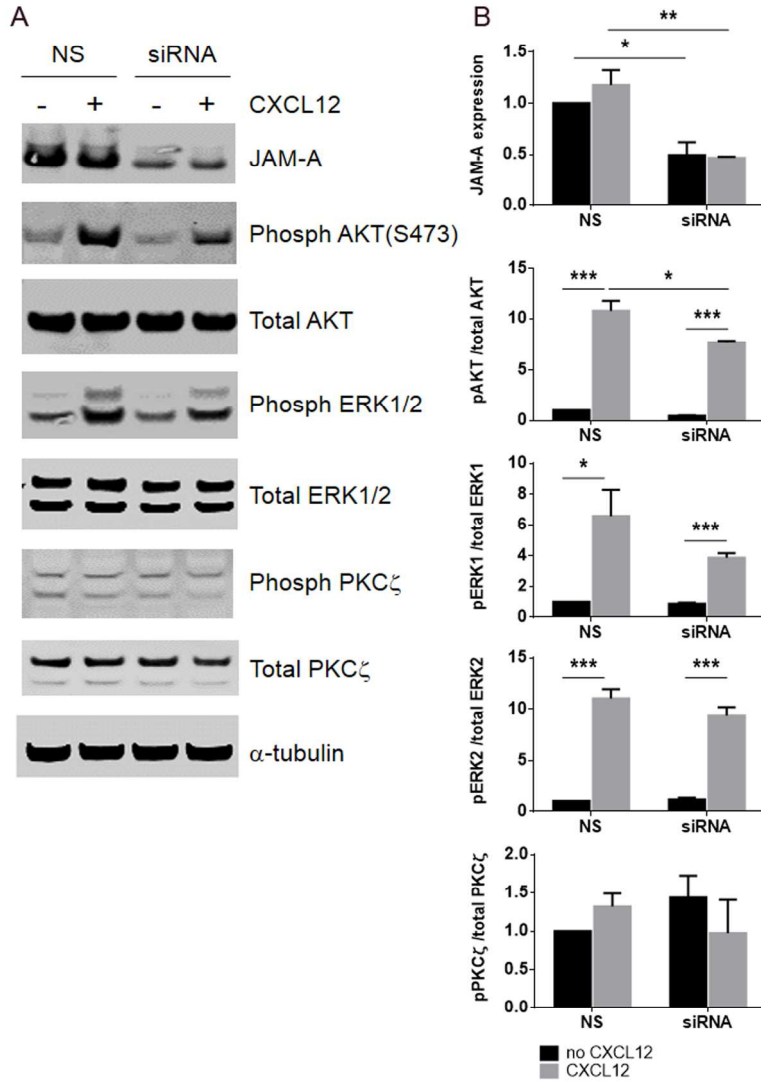 A
NS siRNA
- + - + CXCL12
JAM-A
Phosph AKT(S473)
Total AKT
Phosph ERK1/2
Total ERK1/2
Phosph PKCζ
Total PKCζ
α-tubulin
B
**
*
1.5
1.0
0.5
0.0
JAM-A expression
NS siRNA
15
10
5
0
pAKT /total AKT
*** *
***
NS siRNA
10
8
6
4
2
0
pERK1 /total ERK1
*
***
NS siRNA
15
10
5
0
pERK2 /total ERK2
*** ***
NS siRNA
2.0
1.5
1.0
0.5
0.0
pPKCζ /total PKCζ
NS siRNA
no CXCL12
CXCL12